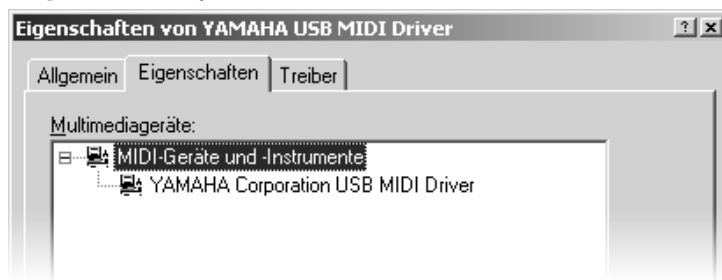 Eigenschaften von YAMAHA USB MIDI Driver
Allgemein Eigenschaften Treiber
Multimediageräte:
MIDI-Geräte und -Instrumente
YAMAHA Corporation USB MIDI Driver